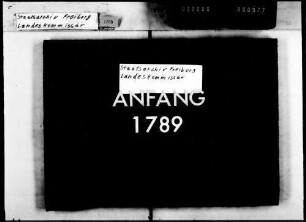 Staatsarchiv Freiburg
Landeskommissär
Staatsarchiv Freiburg
Landeskommissär
ANFANG
1789